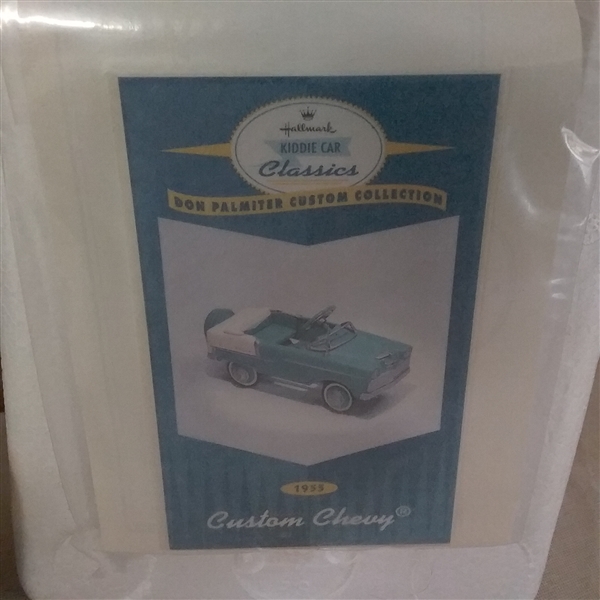 Hallmark
KIDDIE CAR
Classics
DON PALMITER CUSTOM COLLECTION
1955
Custom Chevy®